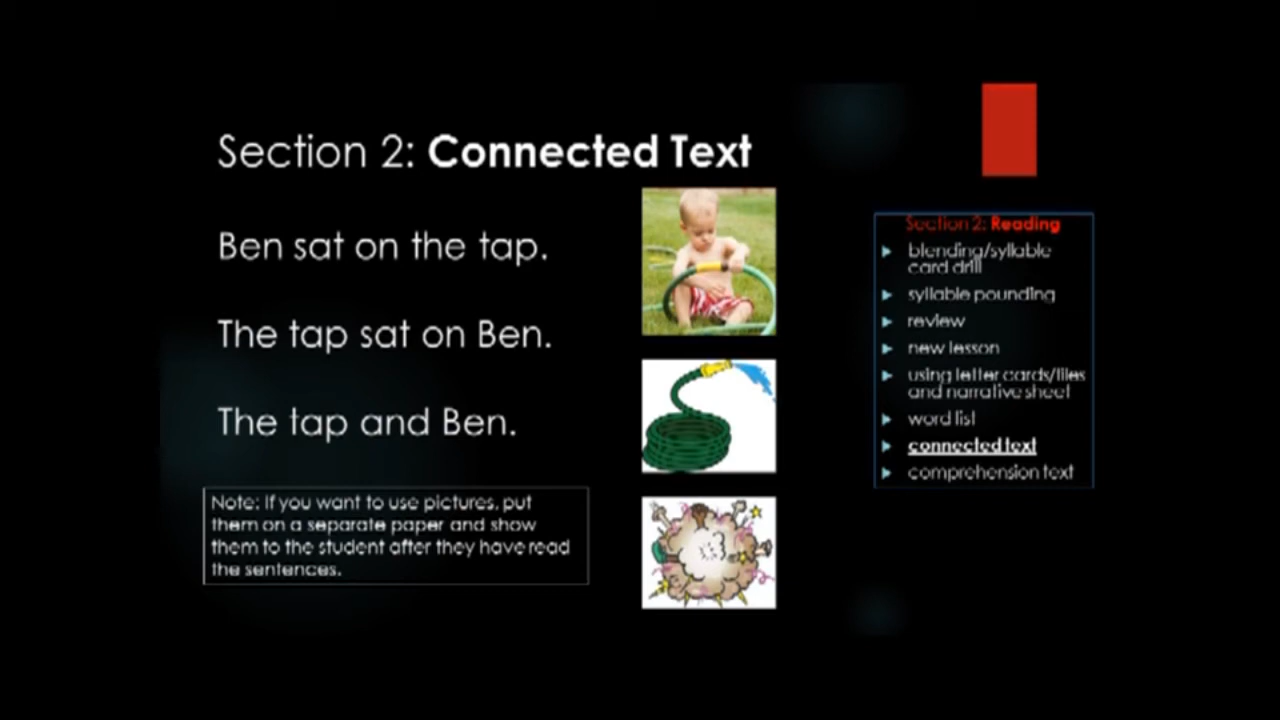 Section 2: Connected Text
Ben sat on the tap.
The tap sat on Ben.
The tap and Ben.
Note: If you want to use pictures, put
them on a separate paper and show
them to the student after they have read
the sentences.
Section 2: Reading
blending/syllable
card drill
syllable pounding
review
new lesson
using letter cards/tiles
and narrative sheet
word list
connected text
comprehension text